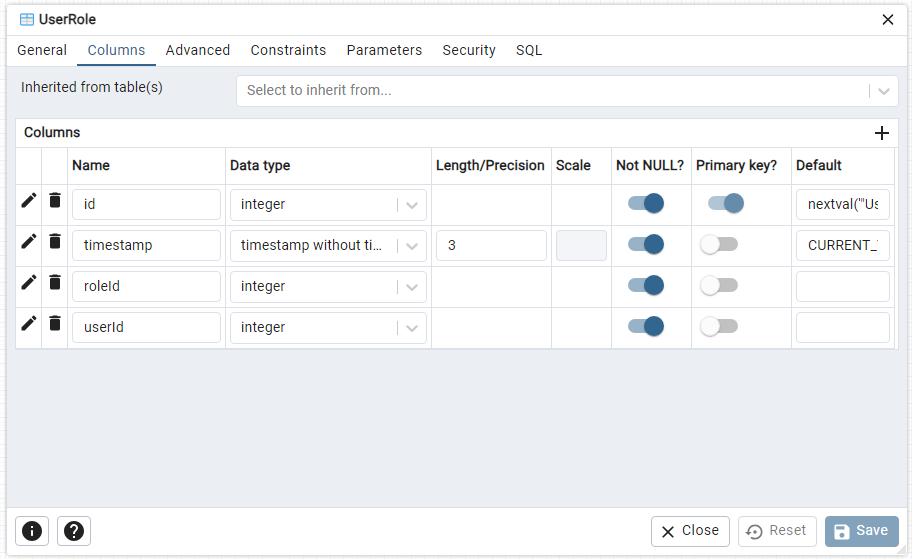 UserRole
General Columns Advanced Constraints Parameters Security SQL
Inherited from table(s) Select to inherit from...
Columns
Name Data type Length/Precision Scale Not NULL? Primary key? Default
id integer nextval('"Us
timestamp timestamp without ti... 3 CURRENT_
roleId integer
userId integer
Close Reset Save